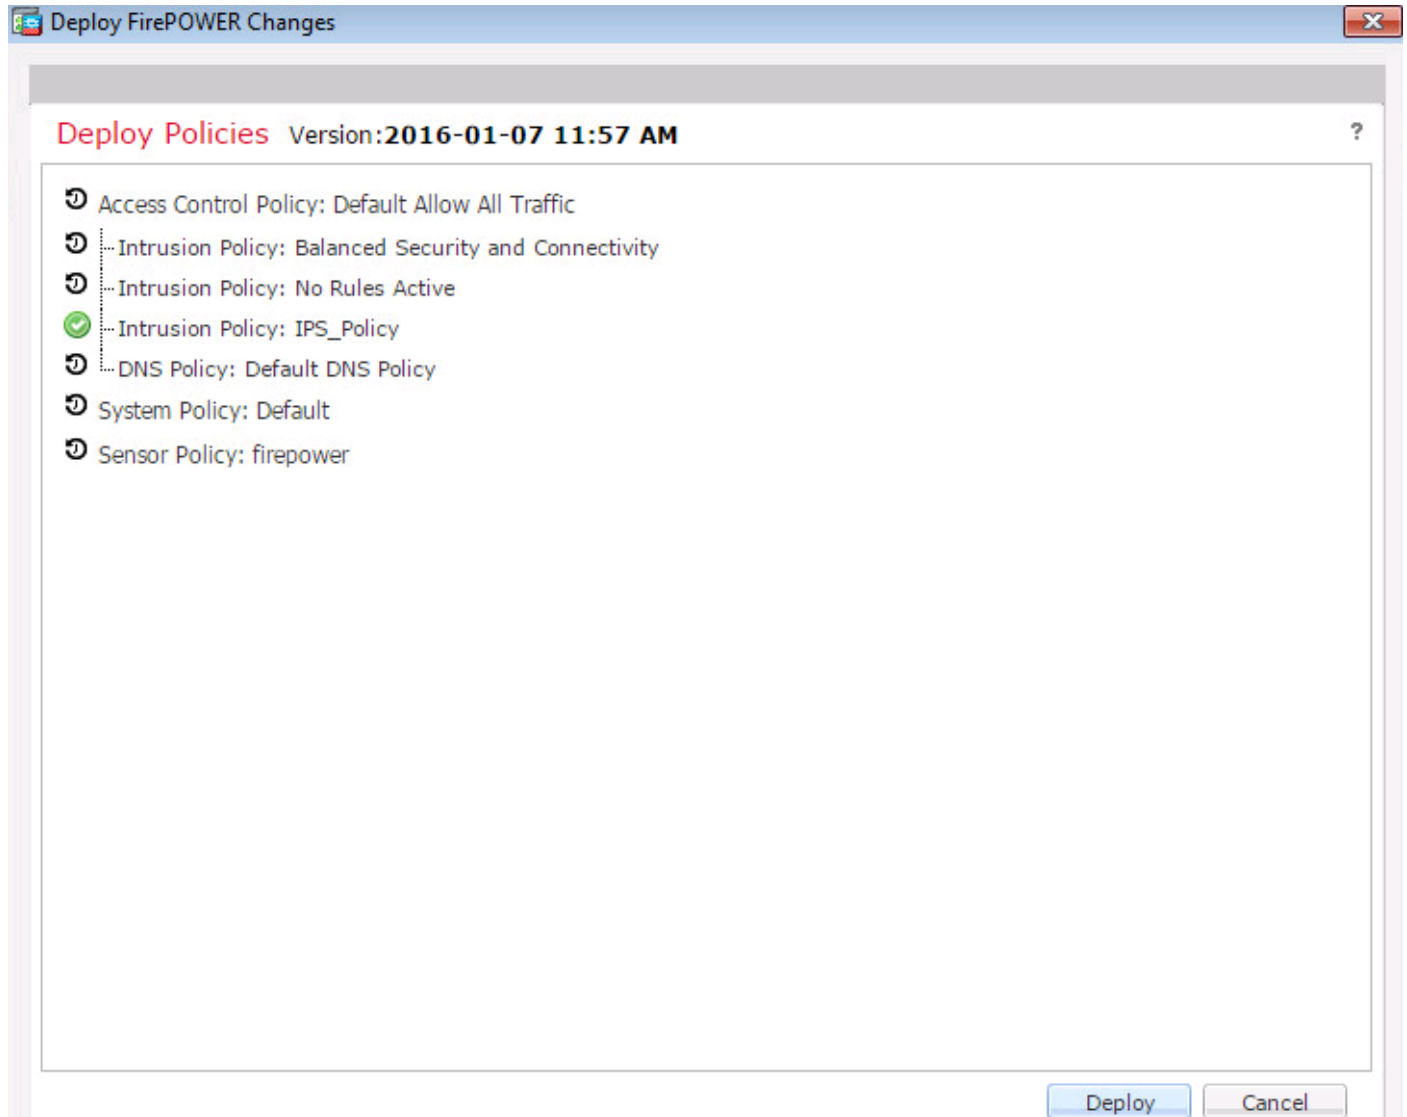 Deploy FirePOWER Changes
Deploy Policies Version:2016-01-07 11:57 AM ?
Access Control Policy: Default Allow All Traffic
Intrusion Policy: Balanced Security and Connectivity
Intrusion Policy: No Rules Active
Intrusion Policy: IPS_Policy
DNS Policy: Default DNS Policy
System Policy: Default
Sensor Policy: firepower
Deploy Cancel